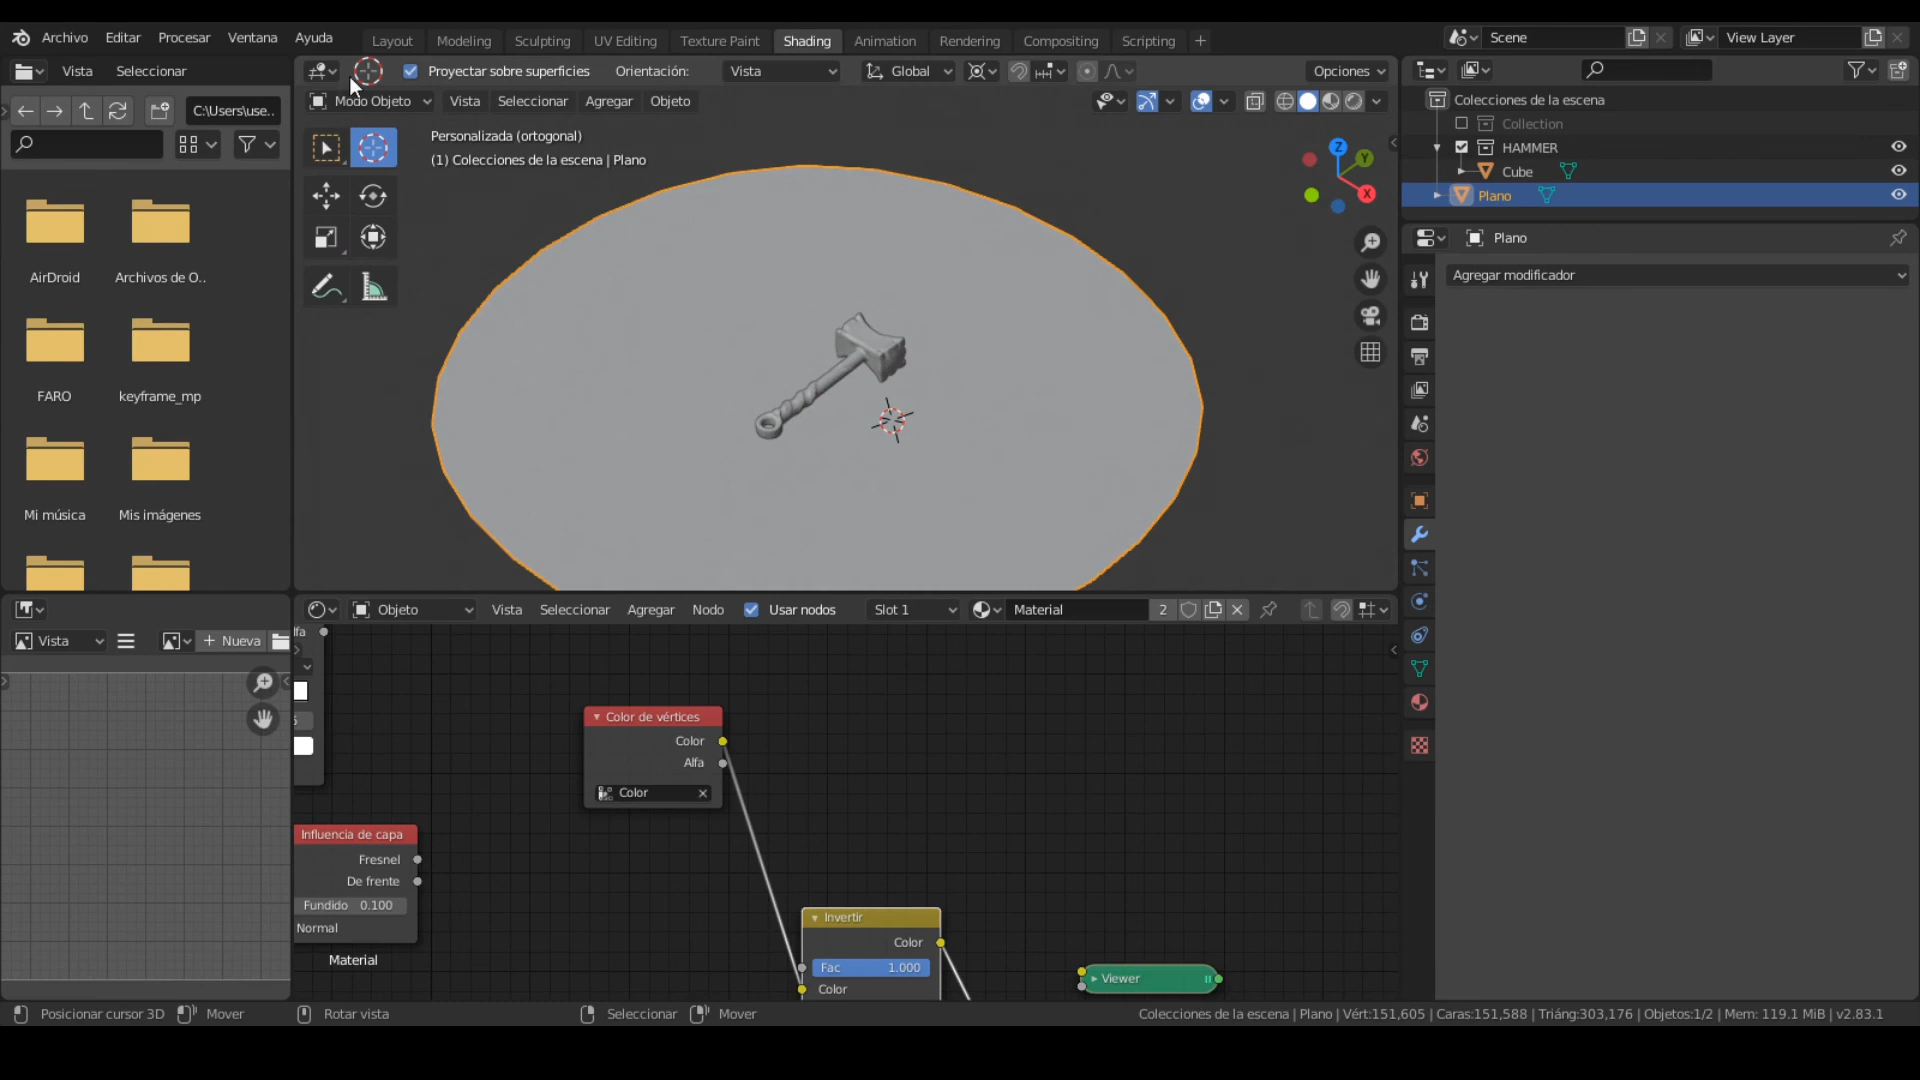 Archivo Editar Procesar Ventana Ayuda Layout Modeling Sculpting UV Editing Texture Paint Shading Animation Rendering Compositing Scripting + Scene View Layer
Vista Seleccionar
C:\Users\use..
AirDroid Archivos de O..
FARO keyframe_mp
Mi música Mis imágenes
Proyectar sobre superficies Orientación: Vista Global Opciones
Modo Objeto Vista Seleccionar Agregar Objeto
Personalizada (ortogonal)
(1) Colecciones de la escena | Plano
Z
Y
X
Colecciones de la escena
Collection
HAMMER
Cube
Plano
Plano
Agregar modificador
Vista + Nueva
Objeto Vista Seleccionar Agregar Nodo Usar nodos Slot 1 Material 2
lfa
Color de vértices
Color
Alfa
Color
Influencia de capa
Fresnel
De frente
Fundido 0.100
Normal
Material
Invertir
Color
Fac 1.000
Color
Viewer
Posicionar cursor 3D Mover Rotar vista Seleccionar Mover Colecciones de la escena | Plano | Vért:151,605 | Caras:151,588 | Triáng:303,176 | Objetos:1/2 | Mem: 119.1 MiB | v2.83.1